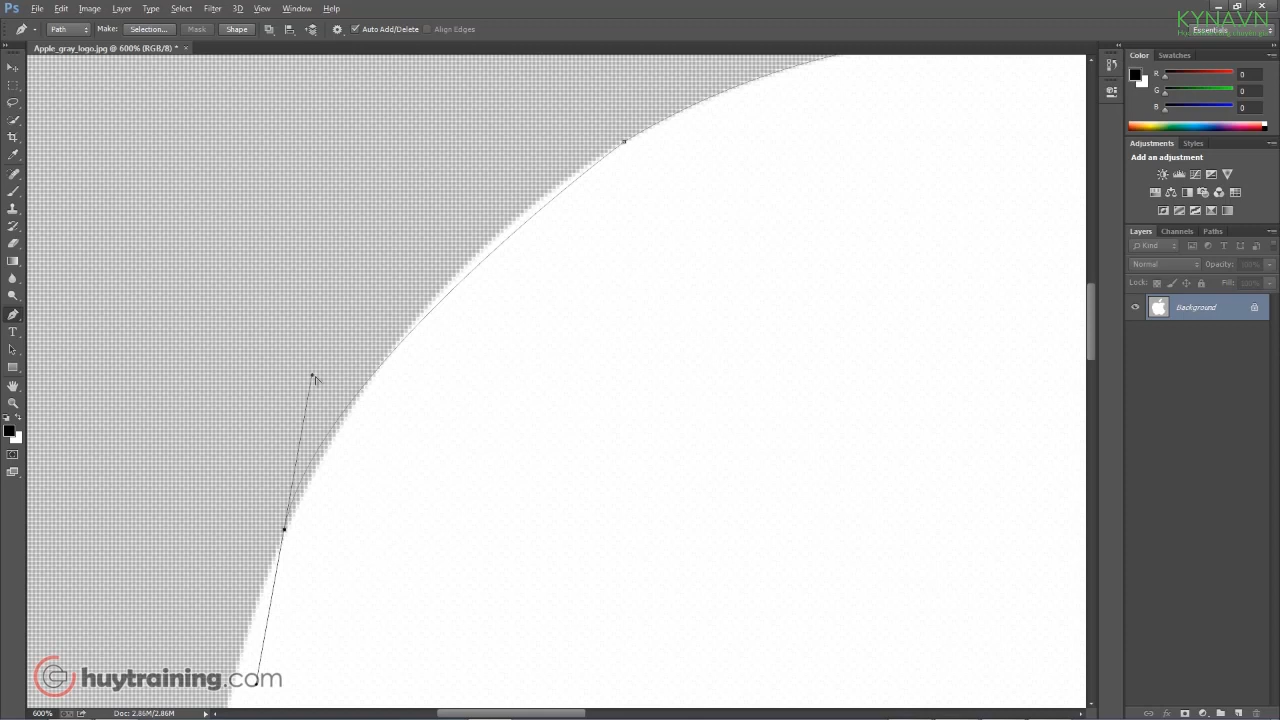 Ps File Edit Image Layer Type Select Filter 3D View Window Help
KYNAVN
Path Make: Selection... Mask Shape Auto Add/Delete Align Edges Essentials
Apple_gray_logo.jpg @ 600% (RGB/8) * ×
Color Swatches
R 0
G 0
B 0
Adjustments Styles
Add an adjustment
Layers Channels Paths
Kind
Normal Opacity: 100%
Lock: Fill: 100%
Background
huytraining.com
600% Doc: 2.86M/2.86M